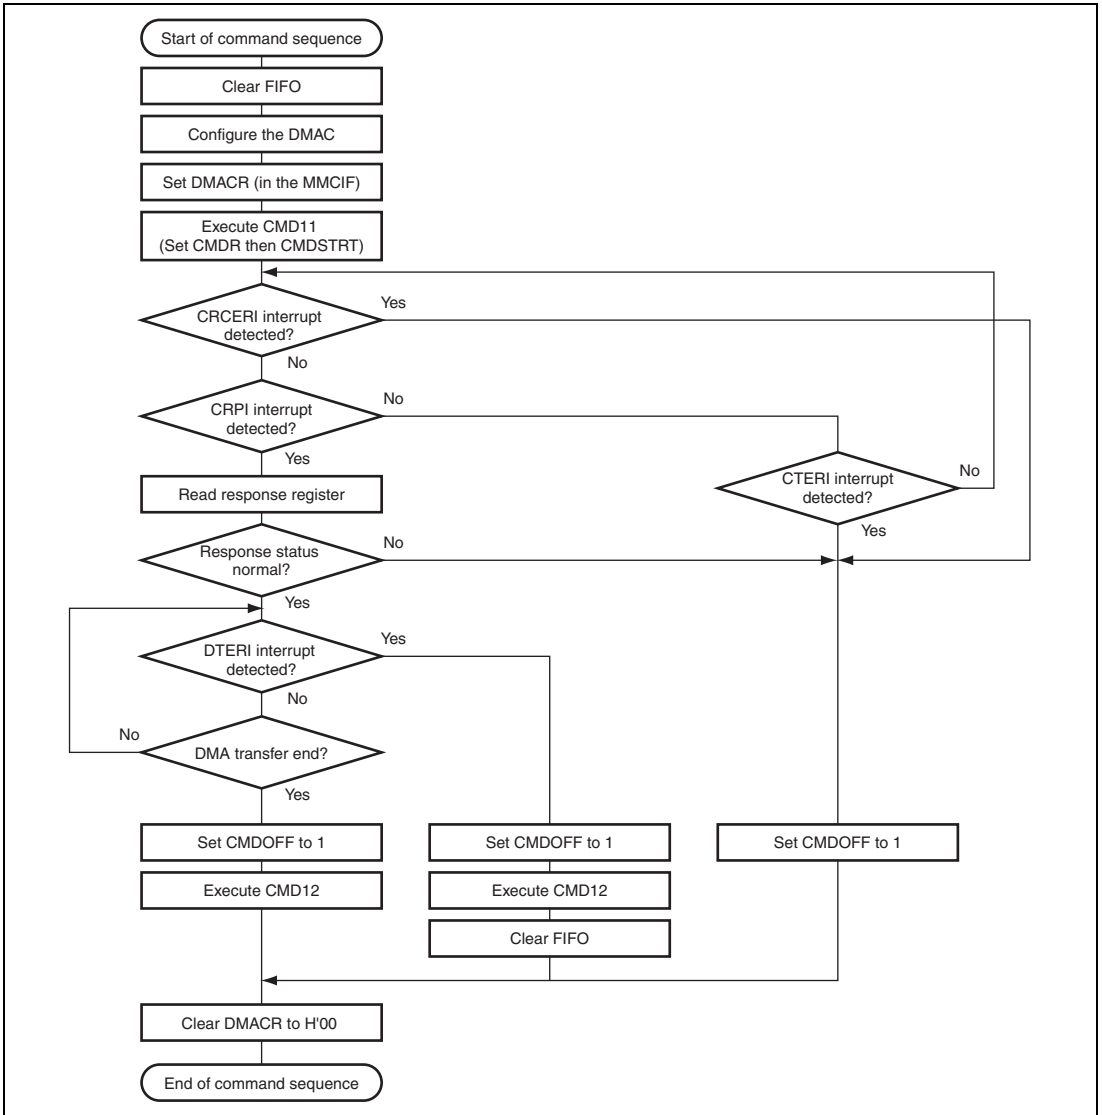 Start of command sequence
Clear FIFO
Configure the DMAC
Set DMACR (in the MMCIF)
Execute CMD11
(Set CMDR then CMDSTRT)
CRCERI interrupt
detected?
Yes
No
CRPI interrupt
detected?
No
Yes
CTERI interrupt
detected?
No
Yes
Read response register
Response status
normal?
No
Yes
DTERI interrupt
detected?
Yes
No
DMA transfer end?
No
Yes
Set CMDOFF to 1
Set CMDOFF to 1
Set CMDOFF to 1
Execute CMD12
Execute CMD12
Clear FIFO
Clear DMACR to H'00
End of command sequence